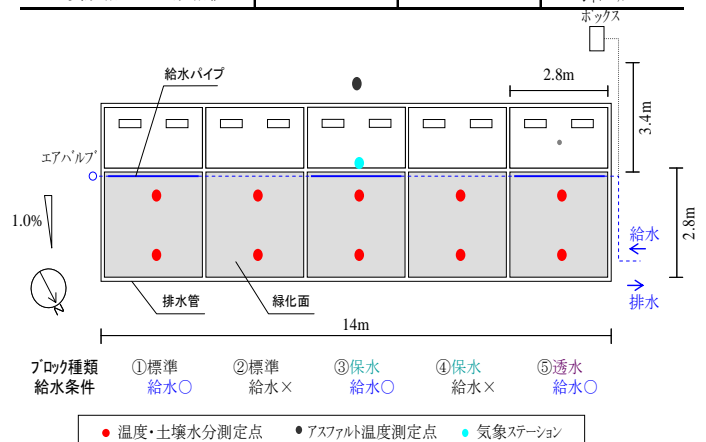 ボックス
給水パイプ
2.8m
3.4m
エアバルブ
1.0%
2.8m
給水
排水
N
排水管
緑化面
14m
ブロック種類 ①標準 ②標準 ③保水 ④保水 ⑤透水
給水条件 給水○ 給水× 給水○ 給水× 給水○
● 温度・土壌水分測定点 ● アスファルト温度測定点 ● 気象ステーション